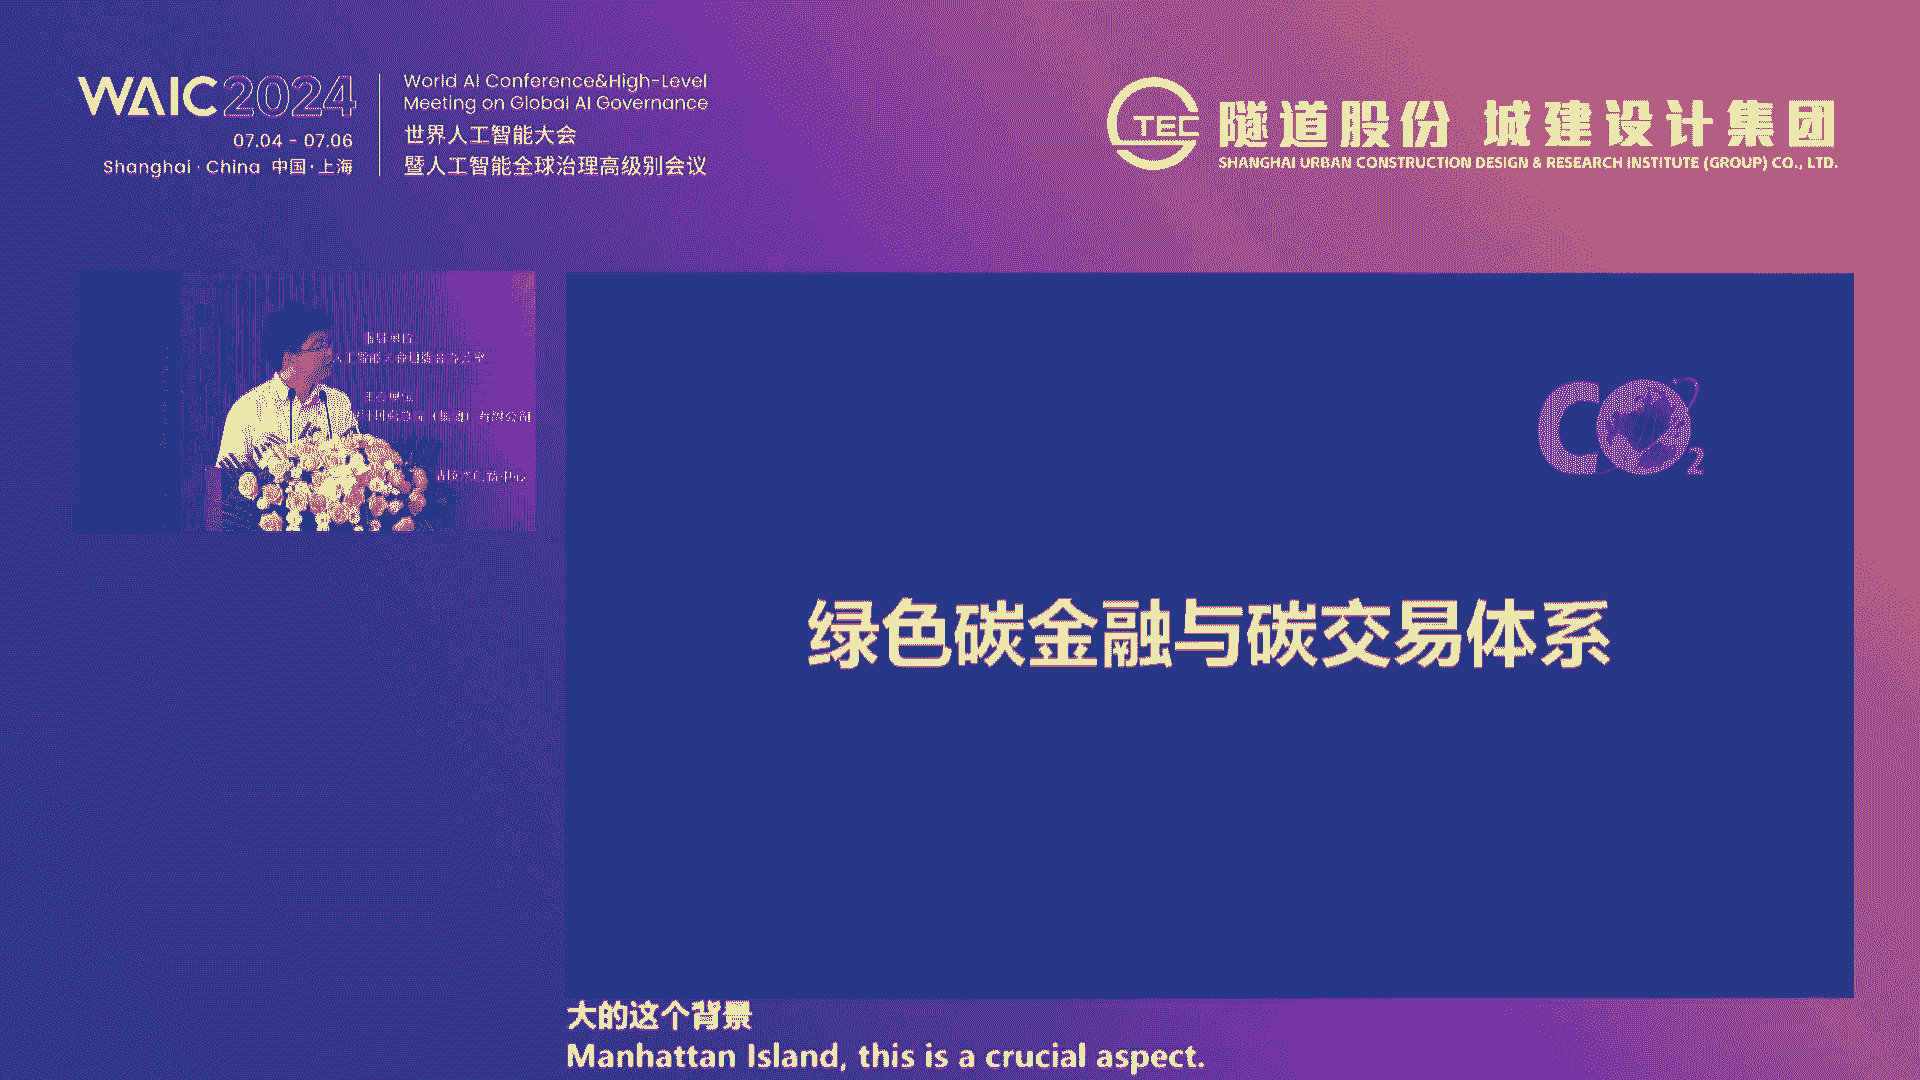 WAIC 2024
07.04 - 07.06
Shanghai · China 中国·上海
World AI Conference&High-Level
Meeting on Global AI Governance
世界人工智能大会
暨人工智能全球治理高级别会议
STEC
隧道股份 城建设计集团
SHANGHAI URBAN CONSTRUCTION DESIGN & RESEARCH INSTITUTE (GROUP) CO., LTD.
CO2
绿色碳金融与碳交易体系
大的这个背景
Manhattan Island, this is a crucial aspect.